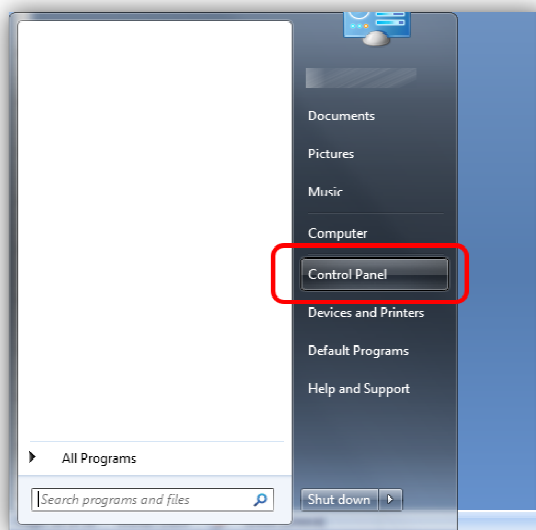 Documents
Pictures
Music
Computer
Control Panel
Devices and Printers
Default Programs
Help and Support
All Programs
Search programs and files
Shut down